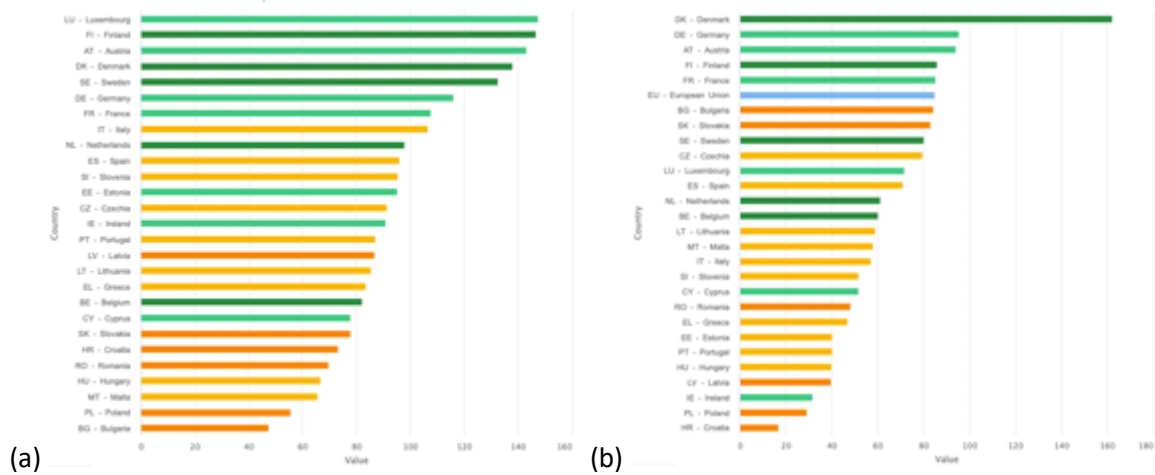 LU - Luxembourg
FI - Finland
AT - Austria
DK - Denmark
SE - Sweden
DE - Germany
FR - France
IT - Italy
NL - Netherlands
ES - Spain
SI - Slovenia
EE - Estonia
CZ - Czechia
IE - Ireland
PT - Portugal
LV - Latvia
LT - Lithuania
EL - Greece
BE - Belgium
CY - Cyprus
SK - Slovakia
HR - Croatia
RO - Romania
HU - Hungary
MT - Malta
PL - Poland
BG - Bulgaria
Country
0 20 40 60 80 100 120 140 160
Value
(a)
DK - Denmark
DE - Germany
AT - Austria
FI - Finland
FR - France
EU - European Union
BG - Bulgaria
SK - Slovakia
SE - Sweden
CZ - Czechia
LU - Luxembourg
ES - Spain
NL - Netherlands
BE - Belgium
LT - Lithuania
MT - Malta
IT - Italy
SI - Slovenia
CY - Cyprus
RO - Romania
EL - Greece
EE - Estonia
PT - Portugal
HU - Hungary
LV - Latvia
IE - Ireland
PL - Poland
HR - Croatia
Country
0 20 40 60 80 100 120 140 160 180
Value
(b)